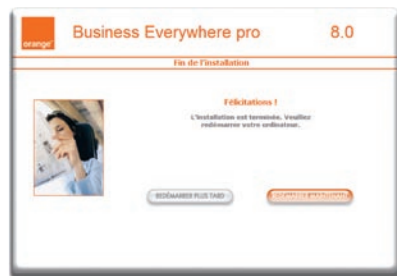 orange
Business Everywhere pro 8.0
Fin de l'installation
Félicitations !
L'installation est terminée. Veuillez
redémarrer votre ordinateur.
REDÉMARRER PLUS TARD